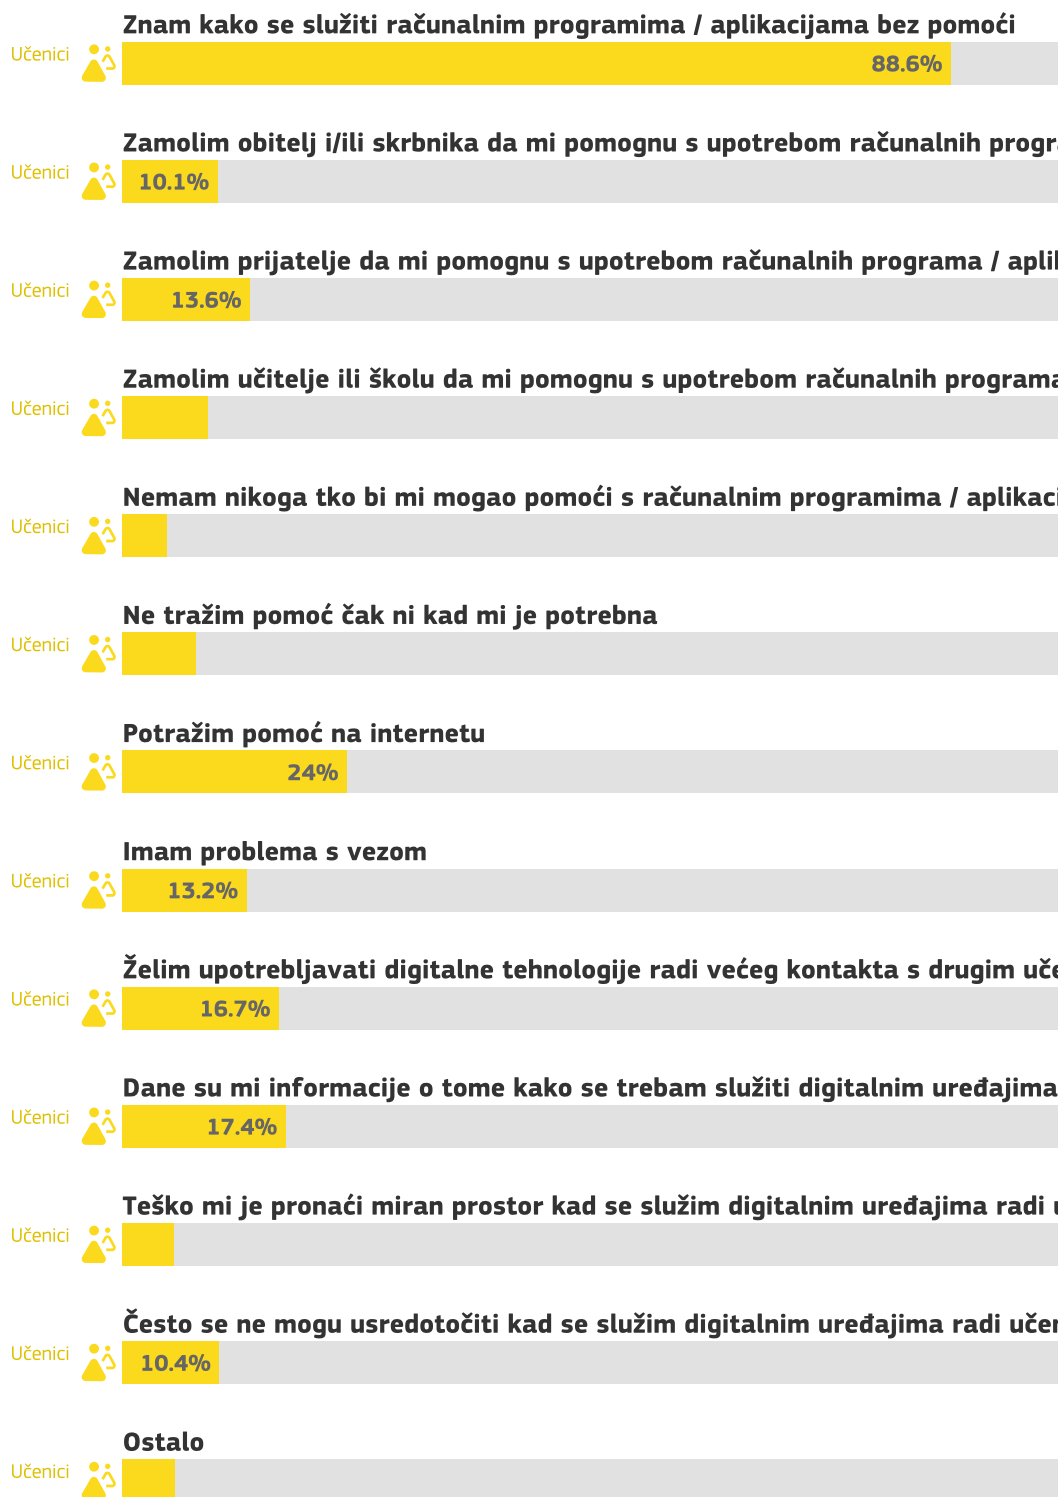 Znam kako se služiti računalnim programima / aplikacijama bez pomoći
Učenici
88.6%
Zamolim obitelj i/ili skrbnika da mi pomognu s upotrebom računalnih progr
Učenici
10.1%
Zamolim prijatelje da mi pomognu s upotrebom računalnih programa / apli
Učenici
13.6%
Zamolim učitelje ili školu da mi pomognu s upotrebom računalnih programa
Učenici
Nemam nikoga tko bi mi mogao pomoći s računalnim programima / aplikaci
Učenici
Ne tražim pomoć čak ni kad mi je potrebna
Učenici
Potražim pomoć na internetu
Učenici
24%
Imam problema s vezom
Učenici
13.2%
Želim upotrebljavati digitalne tehnologije radi većeg kontakta s drugim uče
Učenici
16.7%
Dane su mi informacije o tome kako se trebam služiti digitalnim uređajima
Učenici
17.4%
Teško mi je pronaći miran prostor kad se služim digitalnim uređajima radi
Učenici
Često se ne mogu usredotočiti kad se služim digitalnim uređajima radi učen
Učenici
10.4%
Ostalo
Učenici